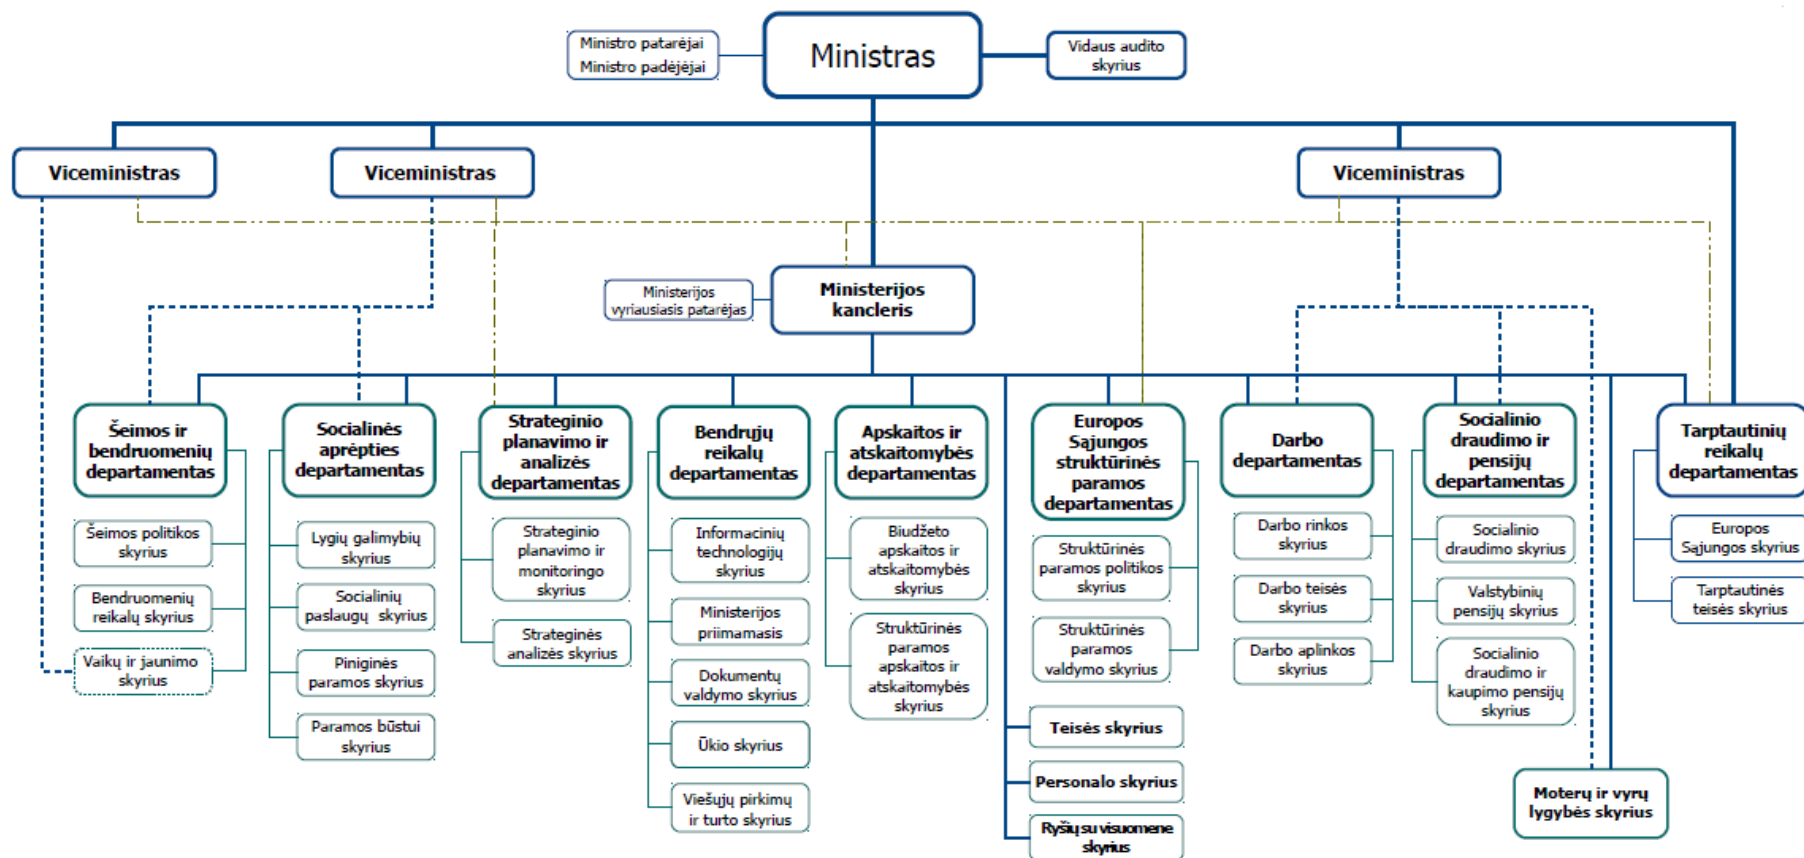 Ministro patarėjai
Ministro padėjėjai
Ministras
Vidaus audito
skyrius
Viceministras
Viceministras
Viceministras
Ministerijos
vyriausiasis patarėjas
Ministerijos
kancleris
Šeimos ir
bendruomenių
departamentas
Socialinės
aprėpties
departamentas
Strateginio
planavimo ir
analizės
departamentas
Bendrųjų
reikalų
departamentas
Apskaitos ir
atskaitomybės
departamentas
Europos
Sąjungos
struktūrinės
paramos
departamentas
Darbo
departamentas
Socialinio
draudimo ir
pensijų
departamentas
Tarptautinių
reikalų
departamentas
Šeimos politikos
skyrius
Bendruomenių
reikalų skyrius
Vaikų ir jaunimo
skyrius
Lygių galimybių
skyrius
Socialinių
paslaugų skyrius
Piniginės
paramos skyrius
Paramos būstui
skyrius
Strateginio
planavimo ir
monitoringo
skyrius
Strateginės
analizės skyrius
Informacinių
technologijų
skyrius
Ministerijos
priimamasis
Dokumentų
valdymo skyrius
Ūkio skyrius
Viešųjų pirkimų
ir turto skyrius
Biudžeto
apskaitos ir
atskaitomybės
skyrius
Struktūrinės
paramos
apskaitos ir
atskaitomybės
skyrius
Struktūrinės
paramos politikos
skyrius
Struktūrinės
paramos
valdymo skyrius
Teisės skyrius
Personalo skyrius
Ryšių su visuomene
skyrius
Darbo rinkos
skyrius
Darbo teisės
skyrius
Darbo aplinkos
skyrius
Socialinio
draudimo skyrius
Valstybinių
pensijų skyrius
Socialinio
draudimo ir
kaupimo pensijų
skyrius
Europos
Sąjungos skyrius
Tarptautinės
teisės skyrius
Moterų ir vyrų
lygybės skyrius